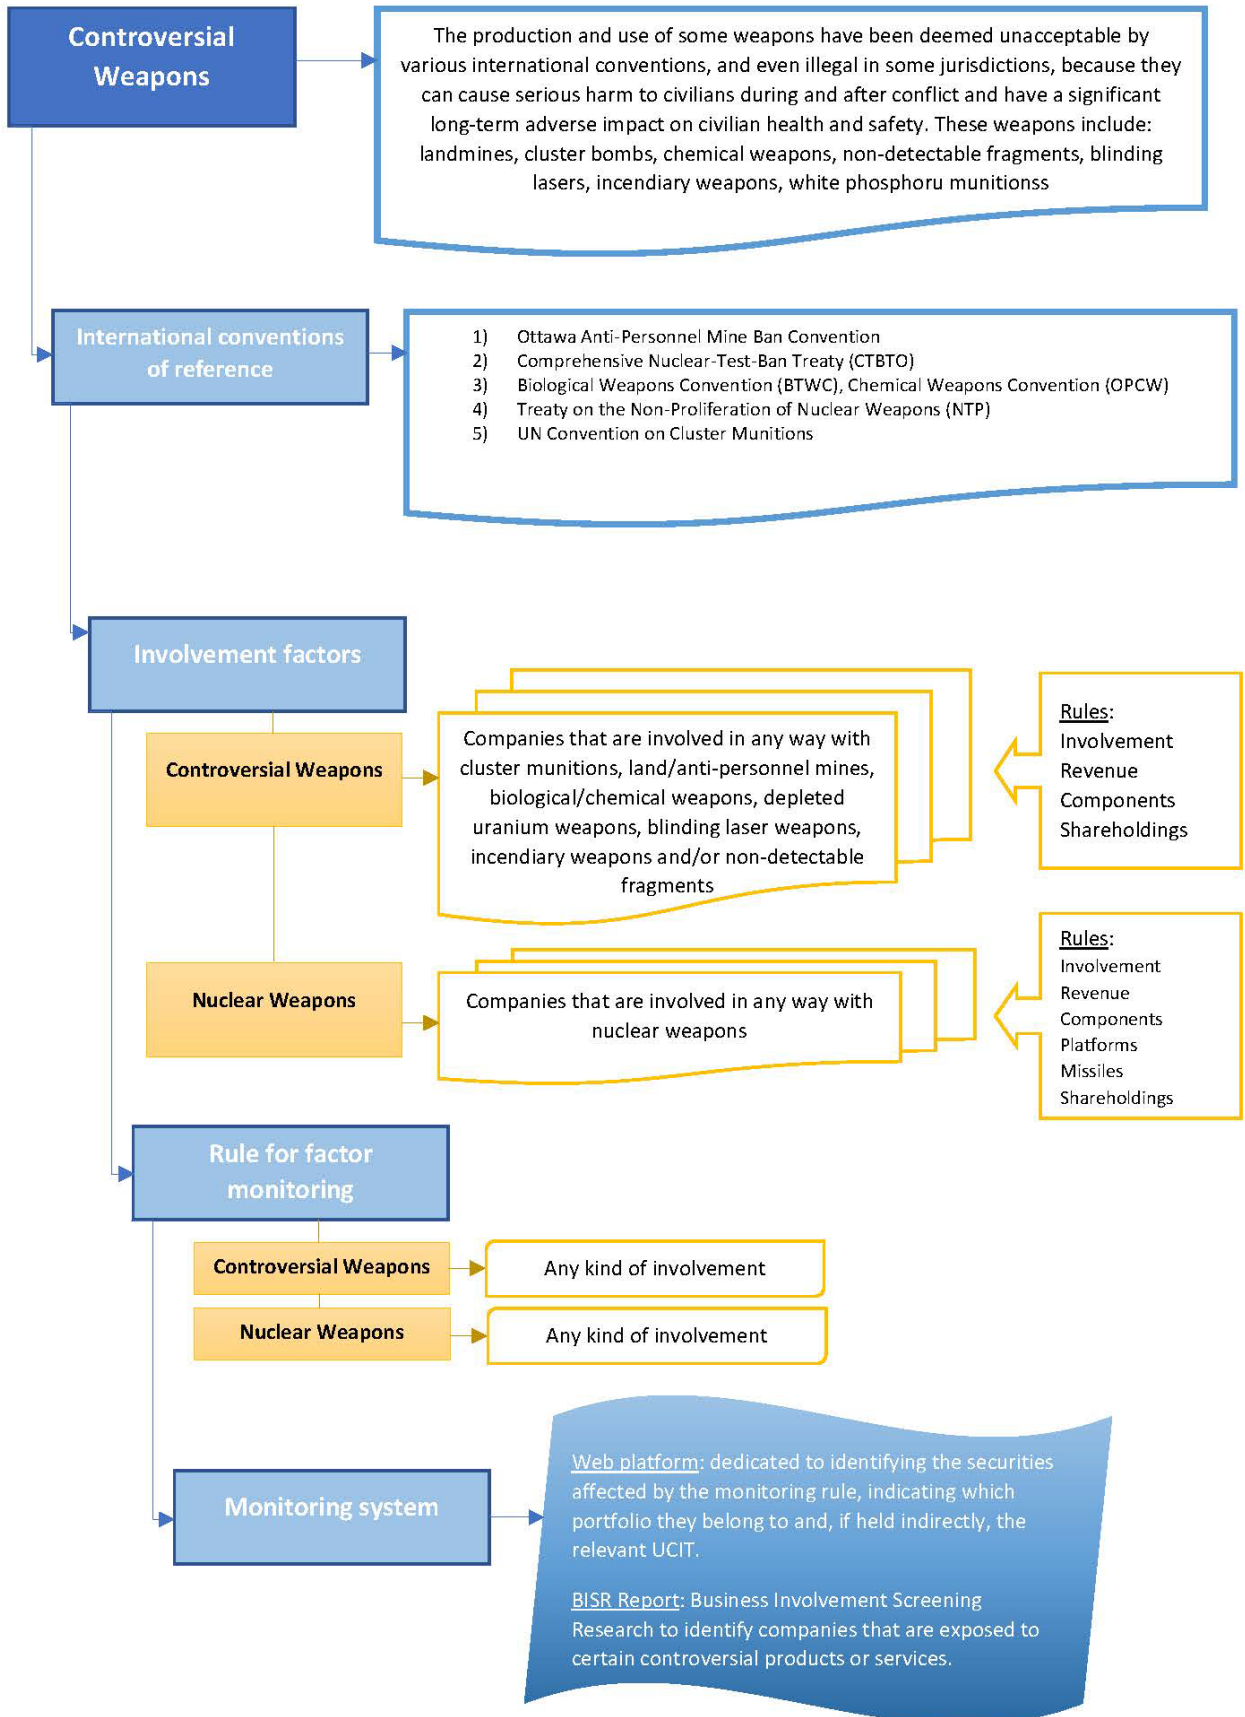 Controversial
Weapons
The production and use of some weapons have been deemed unacceptable by
various international conventions, and even illegal in some jurisdictions, because they
can cause serious harm to civilians during and after conflict and have a significant
long-term adverse impact on civilian health and safety. These weapons include:
landmines, cluster bombs, chemical weapons, non-detectable fragments, blinding
lasers, incendiary weapons, white phosphoru munitionss
International conventions
of reference
1) Ottawa Anti-Personnel Mine Ban Convention
2) Comprehensive Nuclear-Test-Ban Treaty (CTBTO)
3) Biological Weapons Convention (BTWC), Chemical Weapons Convention (OPCW)
4) Treaty on the Non-Proliferation of Nuclear Weapons (NTP)
5) UN Convention on Cluster Munitions
Involvement factors
Controversial Weapons
Companies that are involved in any way with
cluster munitions, land/anti-personnel mines,
biological/chemical weapons, depleted
uranium weapons, blinding laser weapons,
incendiary weapons and/or non-detectable
fragments
Rules:
Involvement
Revenue
Components
Shareholdings
Nuclear Weapons
Companies that are involved in any way with
nuclear weapons
Rules:
Involvement
Revenue
Components
Platforms
Missiles
Shareholdings
Rule for factor
monitoring
Controversial Weapons
Any kind of involvement
Nuclear Weapons
Any kind of involvement
Monitoring system
Web platform: dedicated to identifying the securities
affected by the monitoring rule, indicating which
portfolio they belong to and, if held indirectly, the
relevant UCIT.
BISR Report: Business Involvement Screening
Research to identify companies that are exposed to
certain controversial products or services.